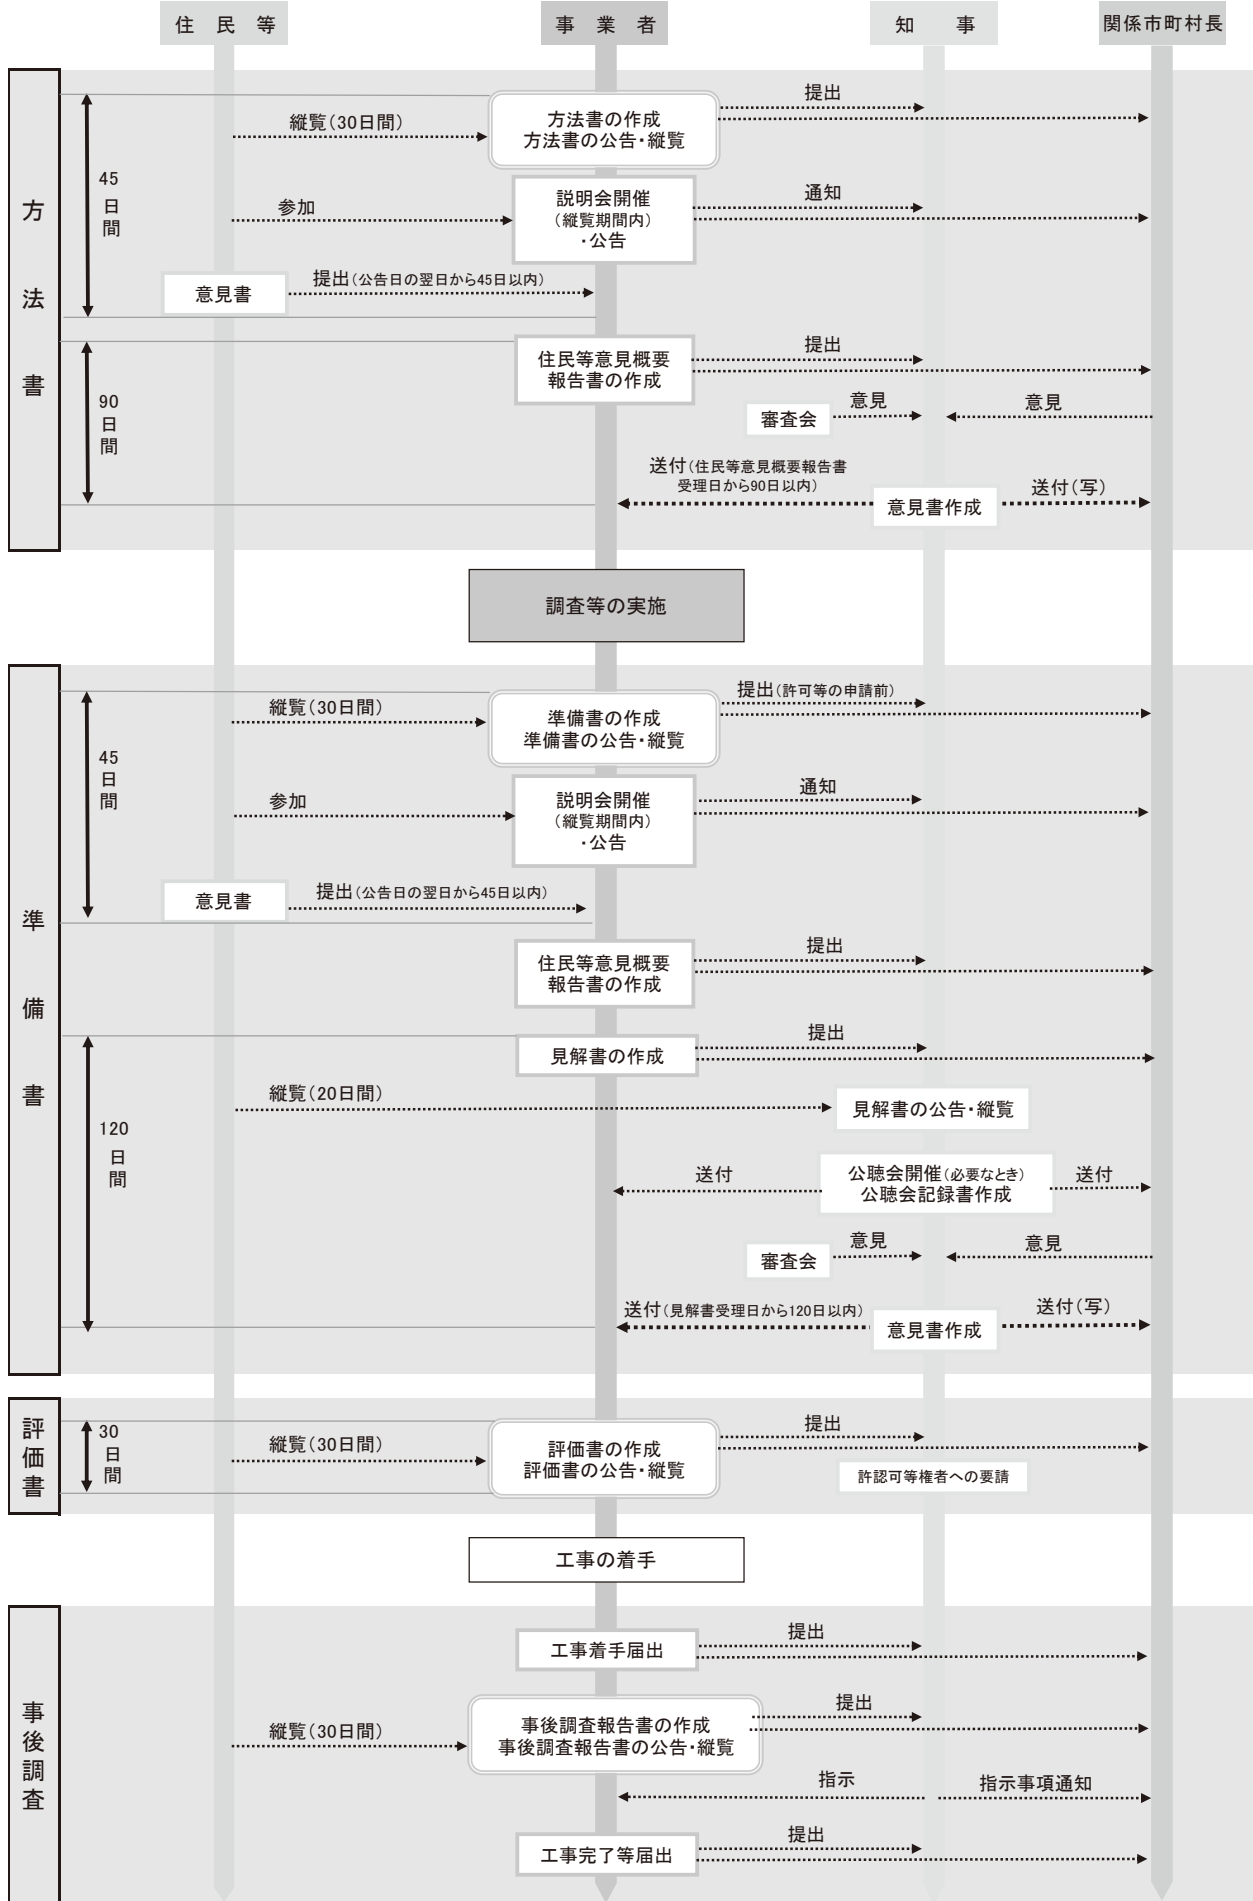 住民等
事業者
知事
関係市町村長
方法書
45日間
縦覧(30日間)
方法書の作成
方法書の公告・縦覧
提出
参加
説明会開催
(縦覧期間内)
・公告
通知
意見書
提出(公告日の翌日から45日以内)
90日間
住民等意見概要
報告書の作成
提出
審査会
意見
意見
送付(住民等意見概要報告書
受理日から90日以内)
意見書作成
送付(写)
調査等の実施
準備書
45日間
縦覧(30日間)
準備書の作成
準備書の公告・縦覧
提出(許可等の申請前)
参加
説明会開催
(縦覧期間内)
・公告
通知
意見書
提出(公告日の翌日から45日以内)
住民等意見概要
報告書の作成
提出
120日間
見解書の作成
提出
縦覧(20日間)
見解書の公告・縦覧
送付
公聴会開催(必要なとき)
公聴会記録書作成
送付
審査会
意見
意見
送付(見解書受理日から120日以内)
意見書作成
送付(写)
評価書
30日間
縦覧(30日間)
評価書の作成
評価書の公告・縦覧
提出
許認可等権者への要請
工事の着手
事後調査
工事着手届出
提出
縦覧(30日間)
事後調査報告書の作成
事後調査報告書の公告・縦覧
提出
指示
指示事項通知
工事完了等届出
提出